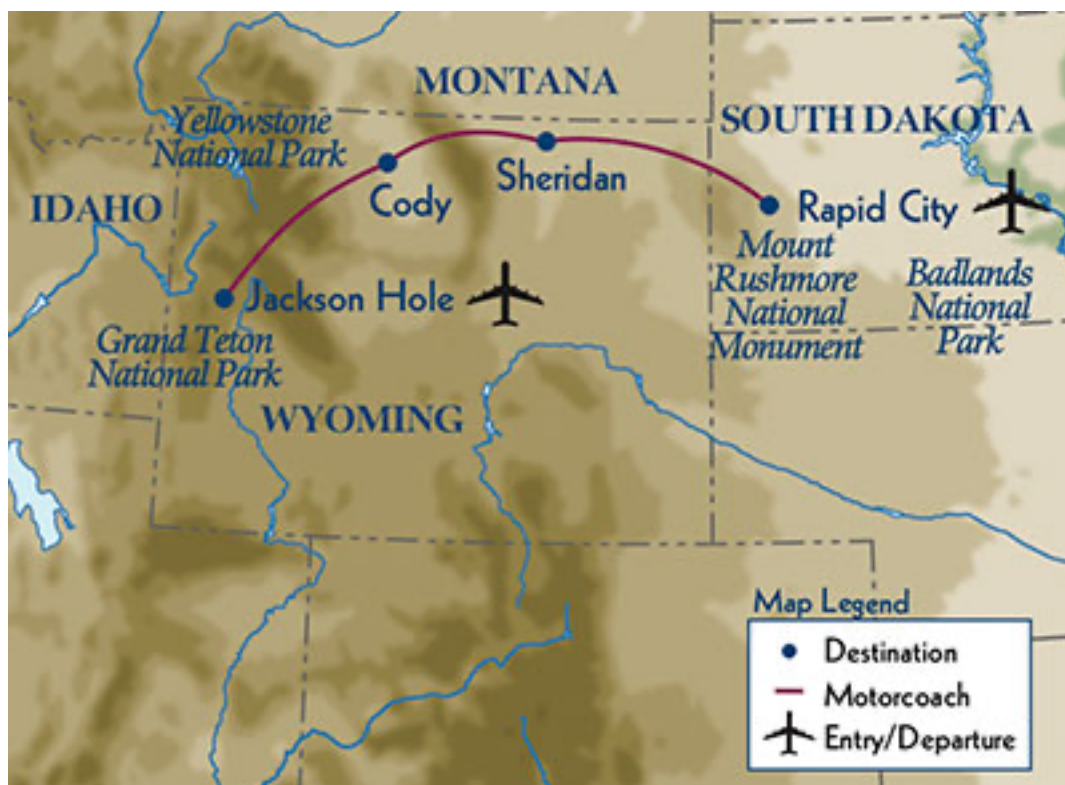 MONTANA
SOUTH DAKOTA
Yellowstone
National Park
Cody
Sheridan
IDAHO
Rapid City
Mount
Rushmore
National
Monument
Badlands
National
Park
Jackson Hole
Grand Teton
National Park
WYOMING
Map Legend
Destination
Motorcoach
Entry/Departure